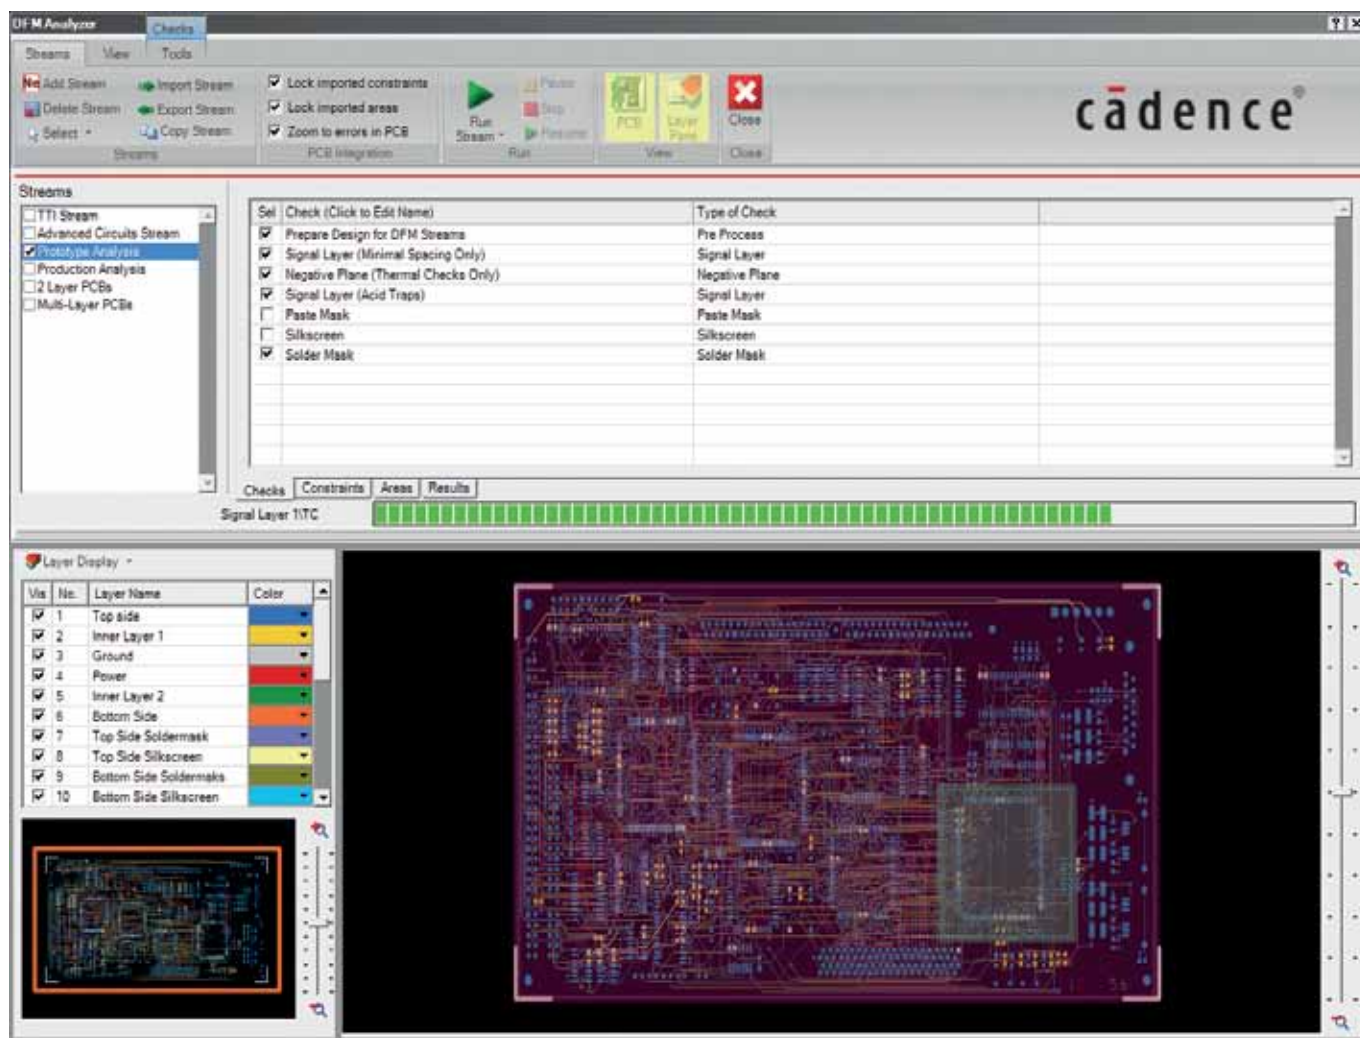 DFM Analyzer
Checks
Streams View Tools
Add Stream Import Stream
Delete Stream Export Stream
Select Copy Stream
Streams
Lock imported constraints
Lock imported areas
Zoom to errors in PCB
PCB Integration
Run Stream
Pause
Stop
Resume
Run
PCB
Layer Pane
View
Close
Close
cādence®
Streams
TTI Stream
Advanced Circuits Stream
Prototype Analysis
Production Analysis
2 Layer PCBs
Multi-Layer PCBs
Sel Check (Click to Edit Name) Type of Check
Prepare Design for DFM Streams Pre Process
Signal Layer (Minimal Spacing Only) Signal Layer
Negative Plane (Thermal Checks Only) Negative Plane
Signal Layer (Acid Traps) Signal Layer
Paste Mask Paste Mask
Silkscreen Silkscreen
Solder Mask Solder Mask
Checks Constraints Areas Results
Signal Layer 1\TC
Layer Display
Vis No. Layer Name Color
1 Top side
2 Inner Layer 1
3 Ground
4 Power
5 Inner Layer 2
6 Bottom Side
7 Top Side Soldermask
8 Top Side Silkscreen
9 Bottom Side Soldermaks
10 Bottom Side Silkscreen